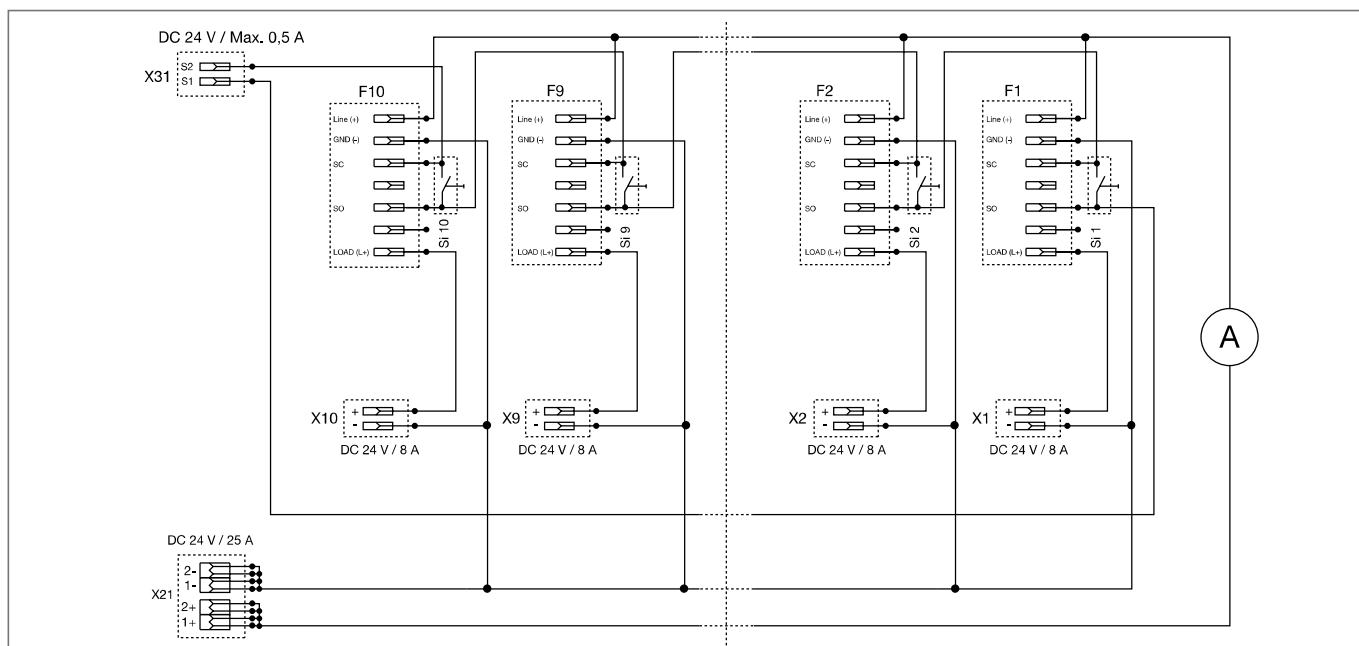 DC 24 V / Max. 0,5 A
X31
S2
S1
F10
Line (+)
GND (-)
SC
SO
LOAD (L+)
Si 10
F9
Line (+)
GND (-)
SC
SO
LOAD (L+)
Si 9
F2
Line (+)
GND (-)
SC
SO
LOAD (L+)
Si 2
F1
Line (+)
GND (-)
SC
SO
LOAD (L+)
Si 1
A
X10
+
-
DC 24 V / 8 A
X9
+
-
DC 24 V / 8 A
X2
+
-
DC 24 V / 8 A
X1
+
-
DC 24 V / 8 A
DC 24 V / 25 A
X21
2-
1-
2+
1+